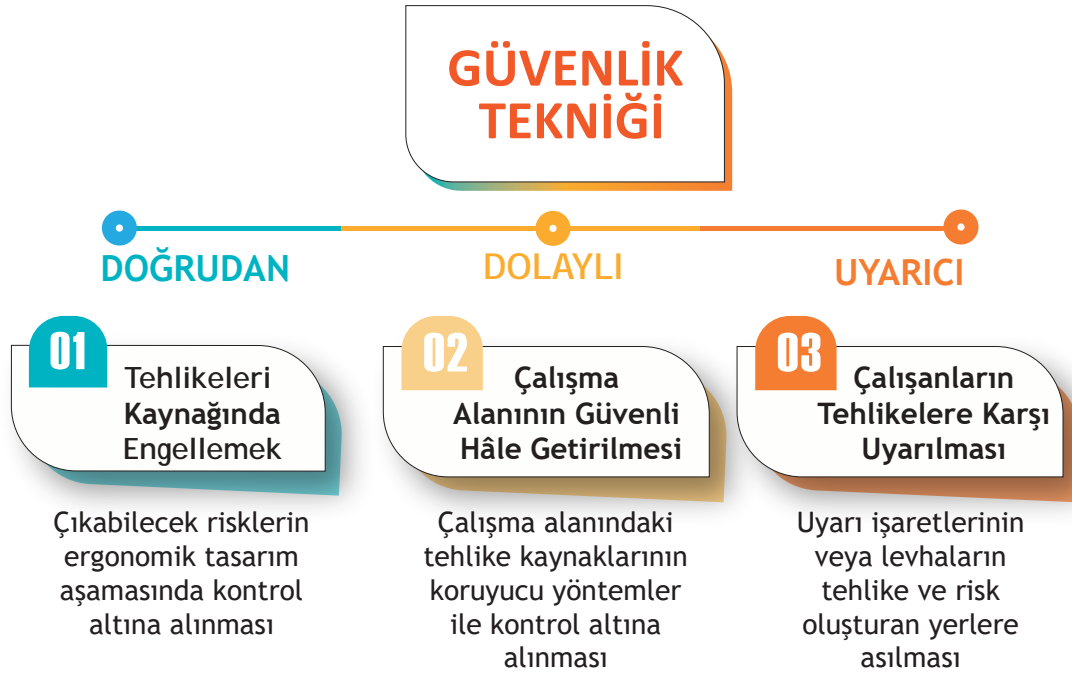 GÜVENLİK
TEKNİĞİ
DOĞRUDAN
DOLAYLI
UYARICI
01
Tehlikeleri
Kaynağında
Engellemek
Çıkabilecek risklerin
ergonomik tasarım
aşamasında kontrol
altına alınması
02
Çalışma
Alanının Güvenli
Hâle Getirilmesi
Çalışma alanındaki
tehlike kaynaklarının
koruyucu yöntemler
ile kontrol altına
alınması
03
Çalışanların
Tehlikelere Karşı
Uyarılması
Uyarı işaretlerinin
veya levhaların
tehlike ve risk
oluşturan yerlere
asılması